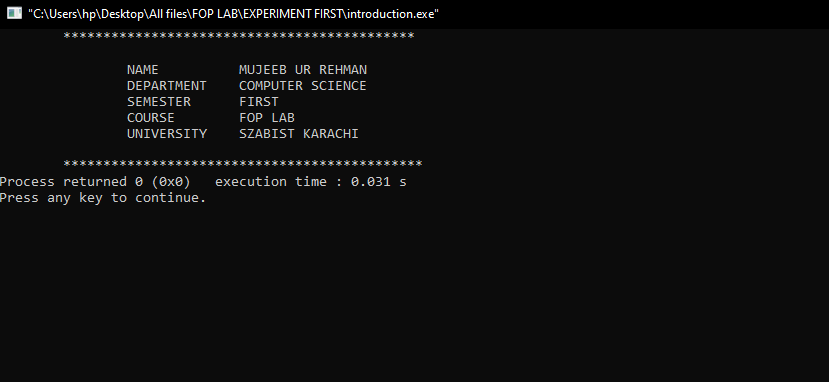 "C:\Users\hp\Desktop\All files\FOP LAB\EXPERIMENT FIRST\introduction.exe"
********************************************
NAME MUJEEB UR REHMAN
DEPARTMENT COMPUTER SCIENCE
SEMESTER FIRST
COURSE FOP LAB
UNIVERSITY SZABIST KARACHI
*********************************************
Process returned 0 (0x0) execution time : 0.031 s
Press any key to continue.